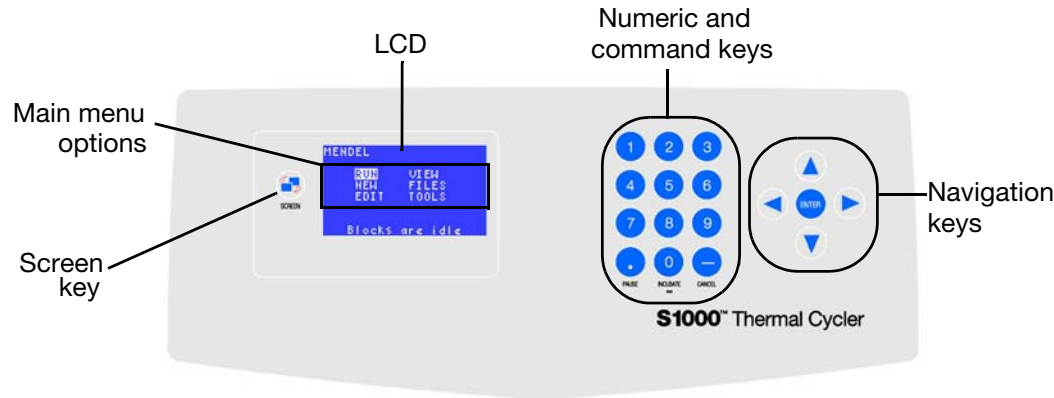 Numeric and
command keys
LCD
Main menu
options
MENDEL
RUN VIEW
NEW FILES
EDIT TOOLS
Blocks are idle
SCREEN
Screen
key
1 2 3
4 5 6
7 8 9
. 0 —
PAUSE INCUBATE CANCEL
ENTER
Navigation
keys
S1000™ Thermal Cycler